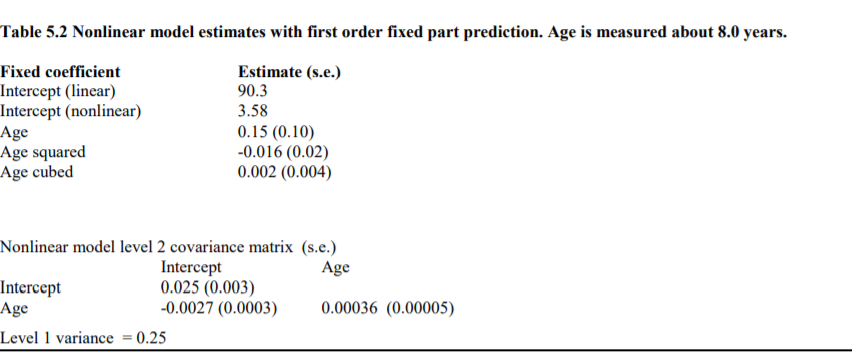 Table 5.2 Nonlinear model estimates with first order fixed part prediction. Age is measured about 8.0 years.
Fixed coefficient Estimate (s.e.)
Intercept (linear) 90.3
Intercept (nonlinear) 3.58
Age 0.15 (0.10)
Age squared -0.016 (0.02)
Age cubed 0.002 (0.004)
Nonlinear model level 2 covariance matrix (s.e.)
Intercept Age
Intercept 0.025 (0.003)
Age -0.0027 (0.0003) 0.00036 (0.00005)
Level 1 variance = 0.25